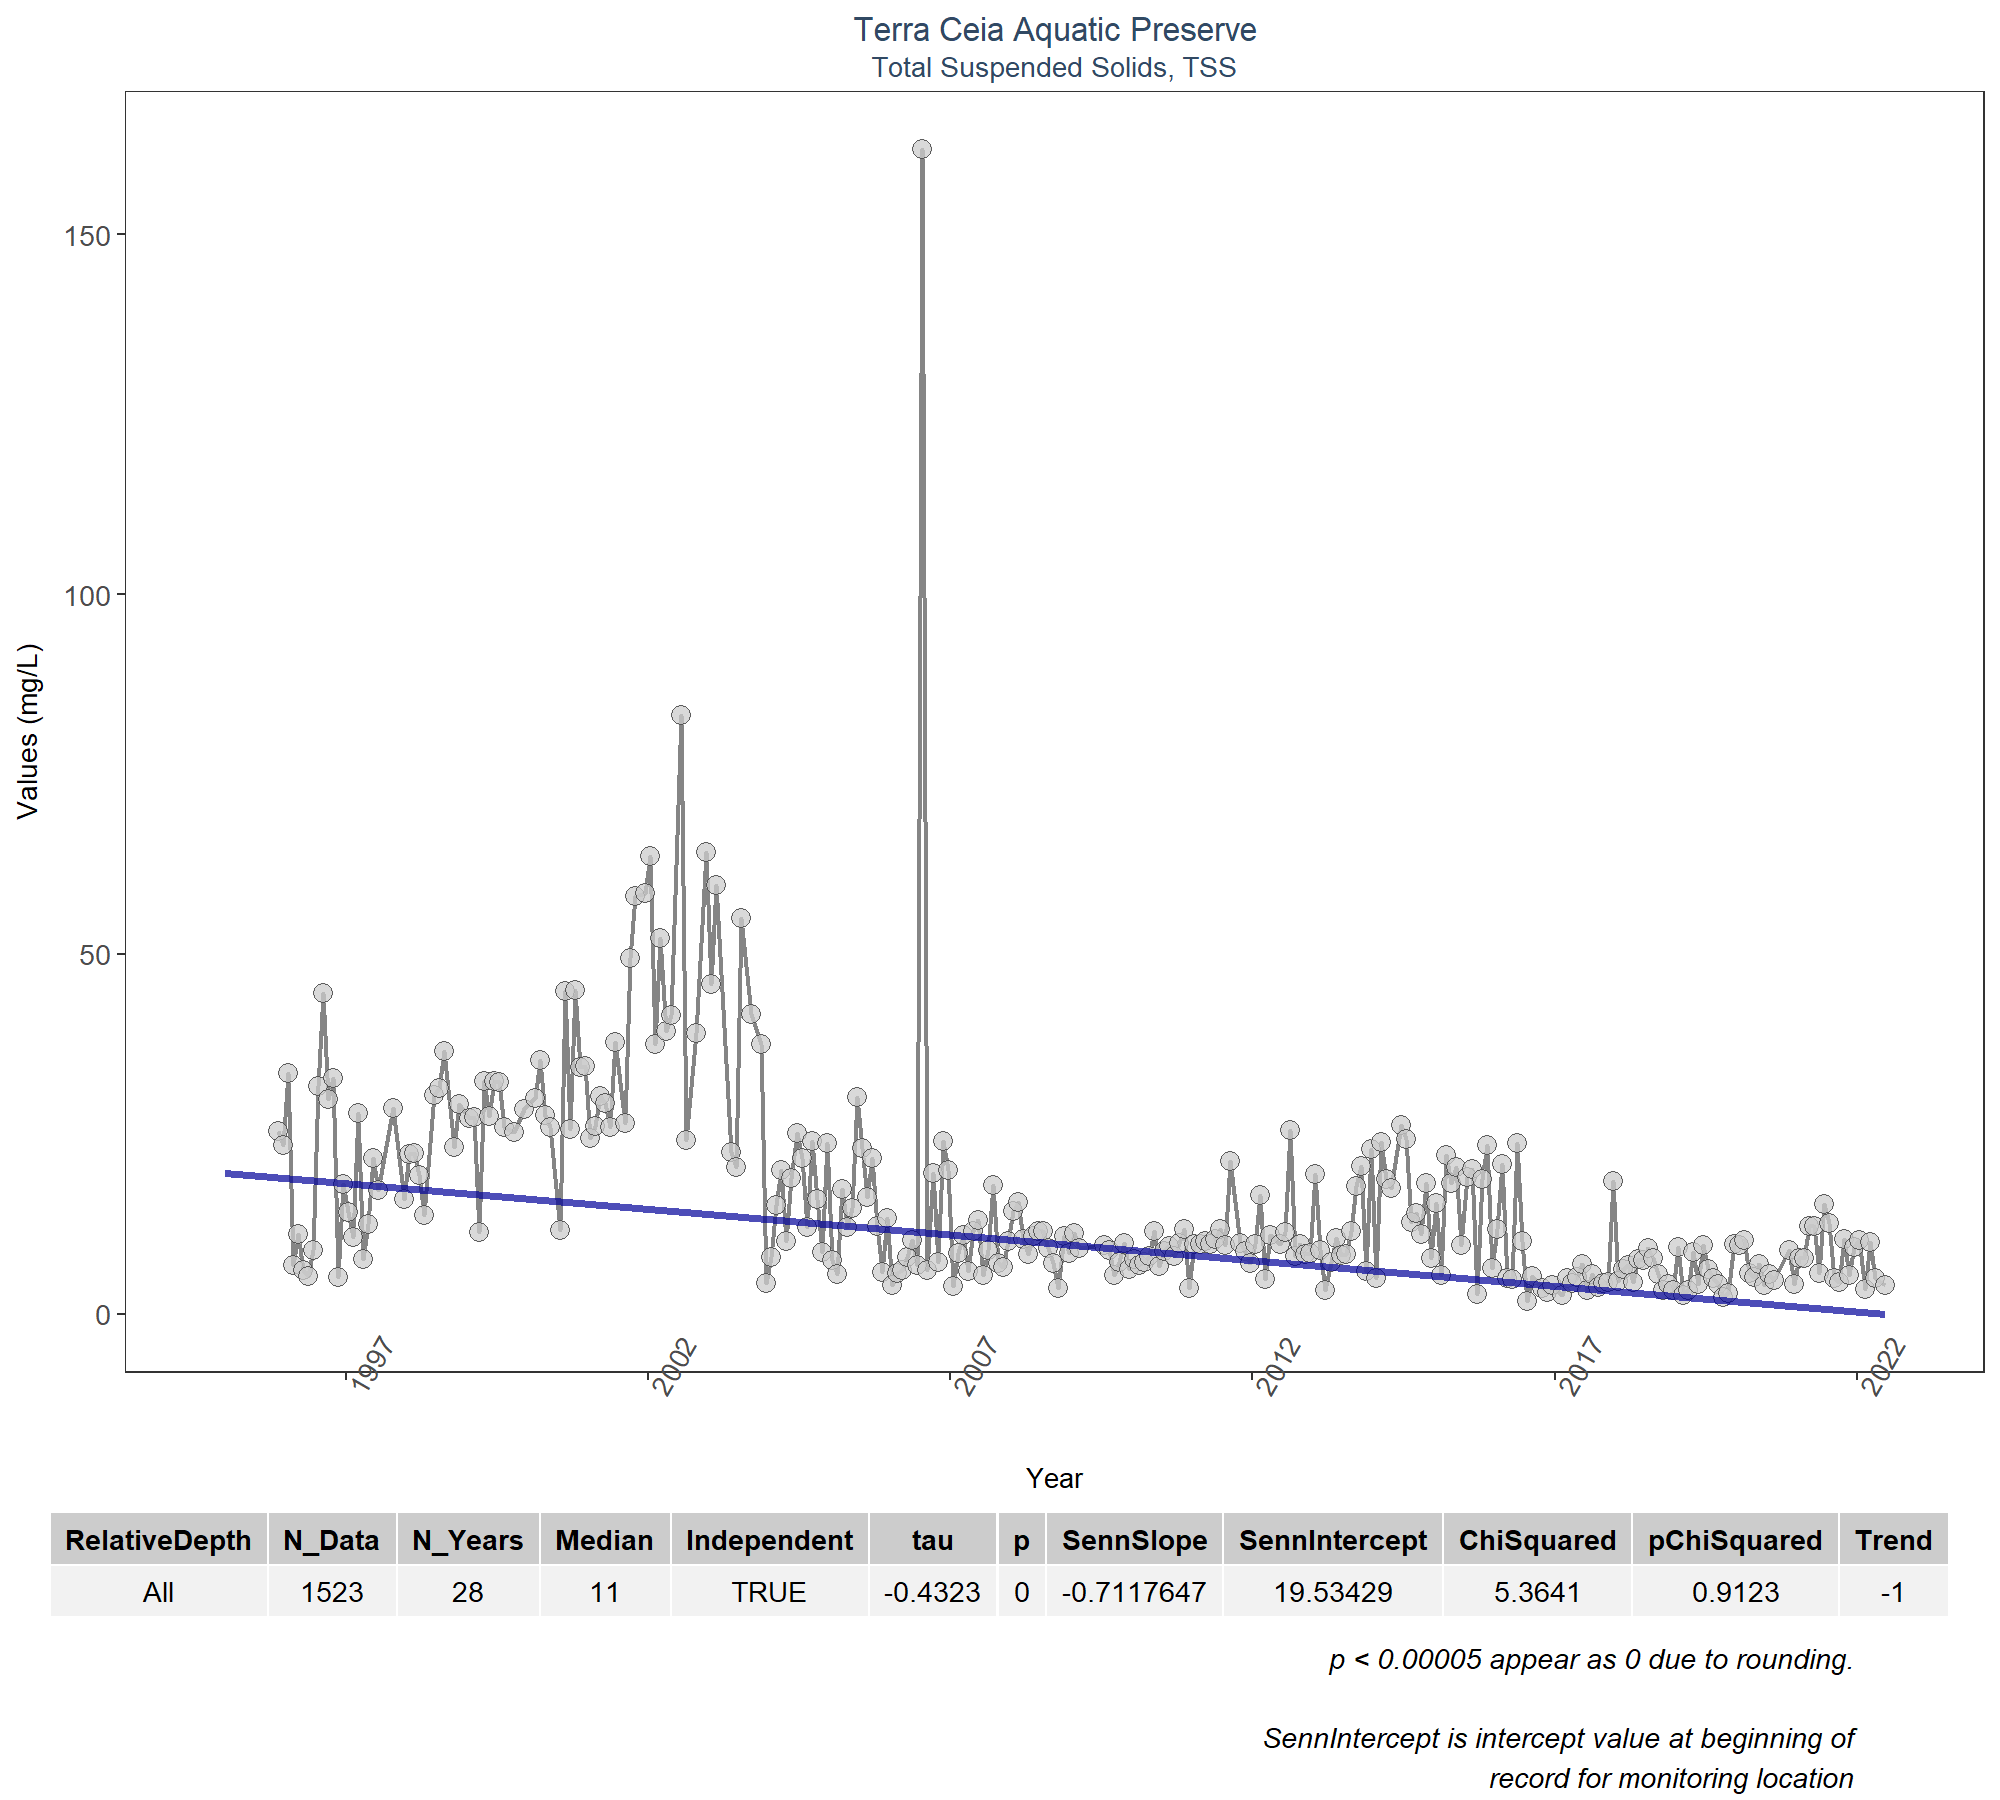 Terra Ceia Aquatic Preserve
Total Suspended Solids, TSS
Values (mg/L)
150
100
50
0
1997 2002 2007 2012 2017 2022
Year
RelativeDepth N_Data N_Years Median Independent tau p SennSlope SennIntercept ChiSquared pChiSquared Trend
All 1523 28 11 TRUE -0.4323 0 -0.7117647 19.53429 5.3641 0.9123 -1
p < 0.00005 appear as 0 due to rounding.
SennIntercept is intercept value at beginning of
record for monitoring location